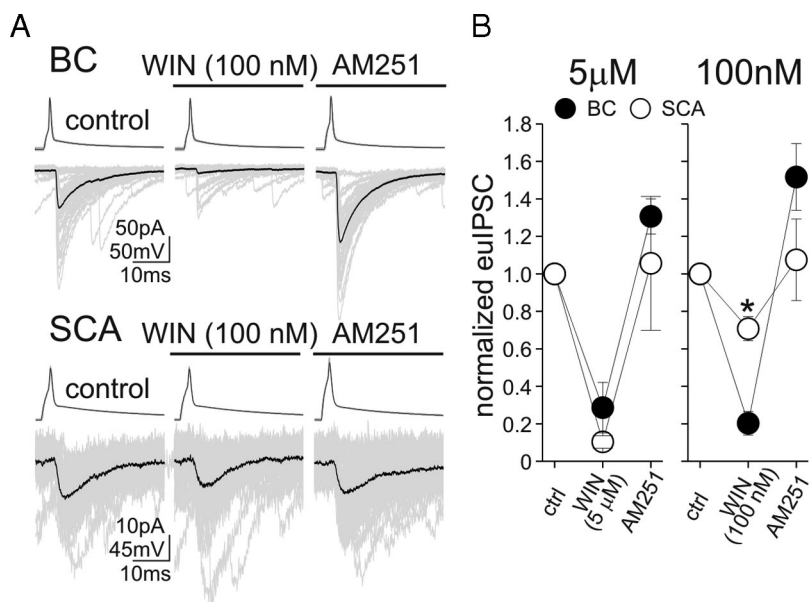 A
BC
WIN (100 nM) AM251
control
50pA
50mV
10ms
SCA
WIN (100 nM) AM251
control
10pA
45mV
10ms
B
5µM 100nM
BC SCA
normalized euIPSC
1.8
1.6
1.4
1.2
1.0
0.8
0.6
0.4
0.2
0
*
ctrl
WIN
(5 µM)
AM251
ctrl
WIN
(100 nM)
AM251